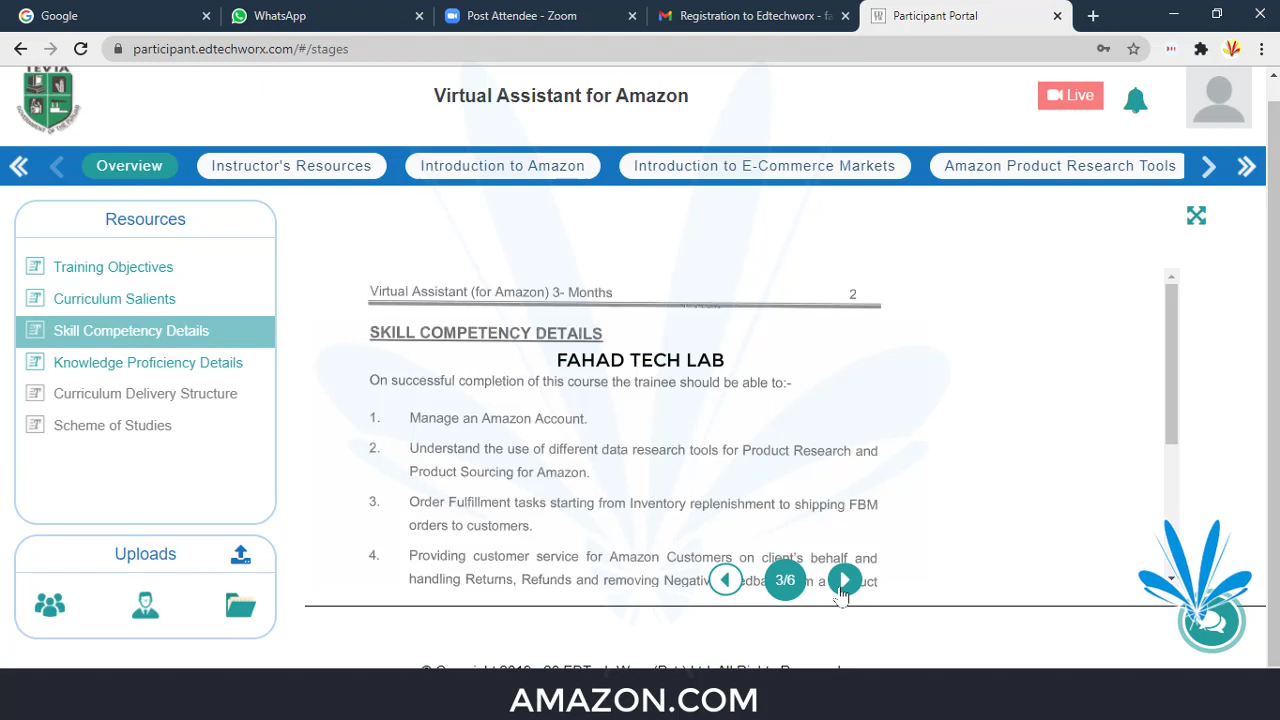 Google
WhatsApp
Post Attendee - Zoom
Registration to Edtechworx - fa
Participant Portal
participant.edtechworx.com/#/stages
TEVTA
Virtual Assistant for Amazon
Live
Overview
Instructor's Resources
Introduction to Amazon
Introduction to E-Commerce Markets
Amazon Product Research Tools
Resources
Training Objectives
Curriculum Salients
Skill Competency Details
Knowledge Proficiency Details
Curriculum Delivery Structure
Scheme of Studies
Uploads
Virtual Assistant (for Amazon) 3- Months 2
SKILL COMPETENCY DETAILS
FAHAD TECH LAB
On successful completion of this course the trainee should be able to:-
1. Manage an Amazon Account.
2. Understand the use of different data research tools for Product Research and
Product Sourcing for Amazon.
3. Order Fulfillment tasks starting from Inventory replenishment to shipping FBM
orders to customers.
4. Providing customer service for Amazon Customers on client's behalf and
handling Returns, Refunds and removing
3/6
AMAZON.COM